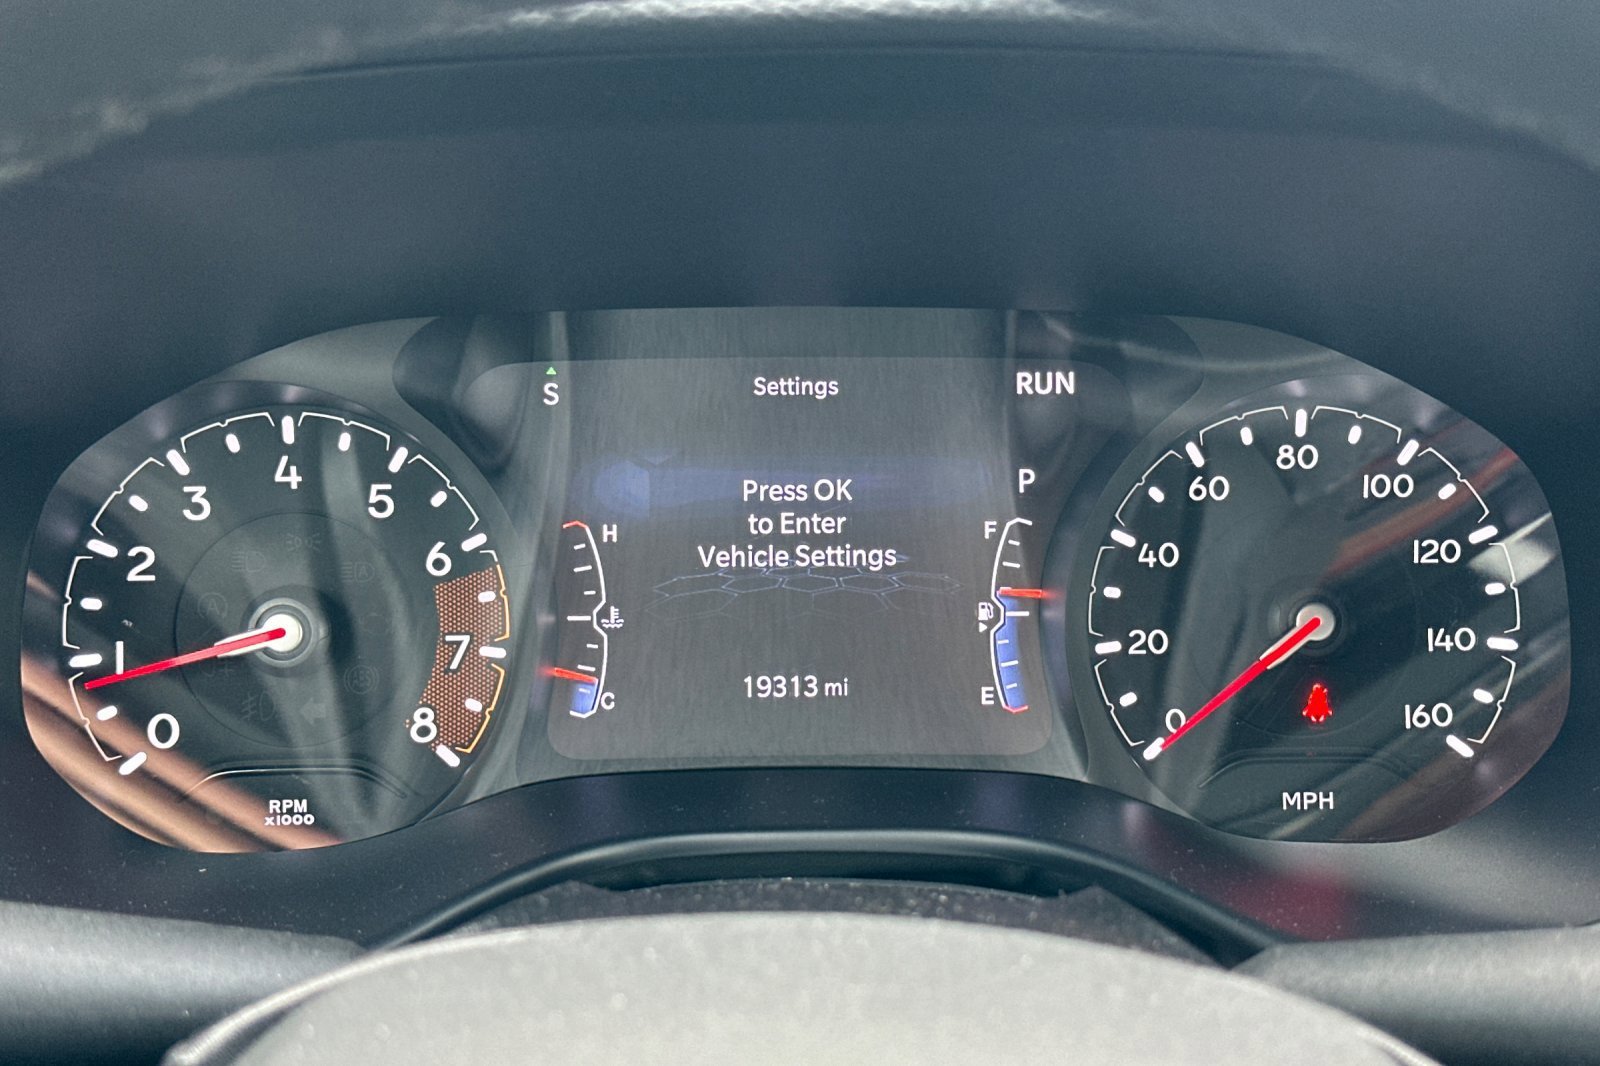 S
Settings
RUN
P
Press OK
to Enter
Vehicle Settings
H
C
F
E
19313 mi
0
1
2
3
4
5
6
7
8
RPM
x1000
0
20
40
60
80
100
120
140
160
MPH